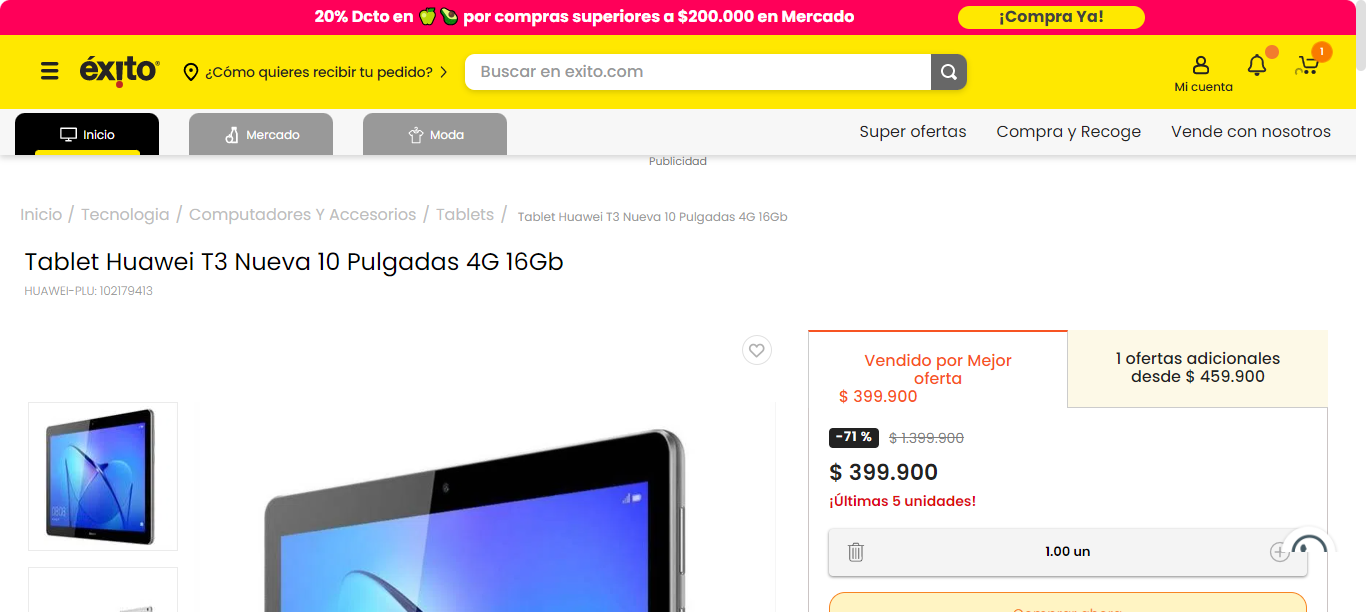 20% Dcto en por compras superiores a $200.000 en Mercado
¡Compra Ya!
éxito
¿Cómo quieres recibir tu pedido?
Buscar en exito.com
Mi cuenta
1
Inicio
Mercado
Moda
Super ofertas
Compra y Recoge
Vende con nosotros
Publicidad
Inicio / Tecnologia / Computadores Y Accesorios / Tablets / Tablet Huawei T3 Nueva 10 Pulgadas 4G 16Gb
Tablet Huawei T3 Nueva 10 Pulgadas 4G 16Gb
HUAWEI-PLU: 102179413
Vendido por Mejor
oferta
$ 399.900
1 ofertas adicionales
desde $ 459.900
-71 % $ 1.399.900
$ 399.900
¡Últimas 5 unidades!
1.00 un
Comprar ahora